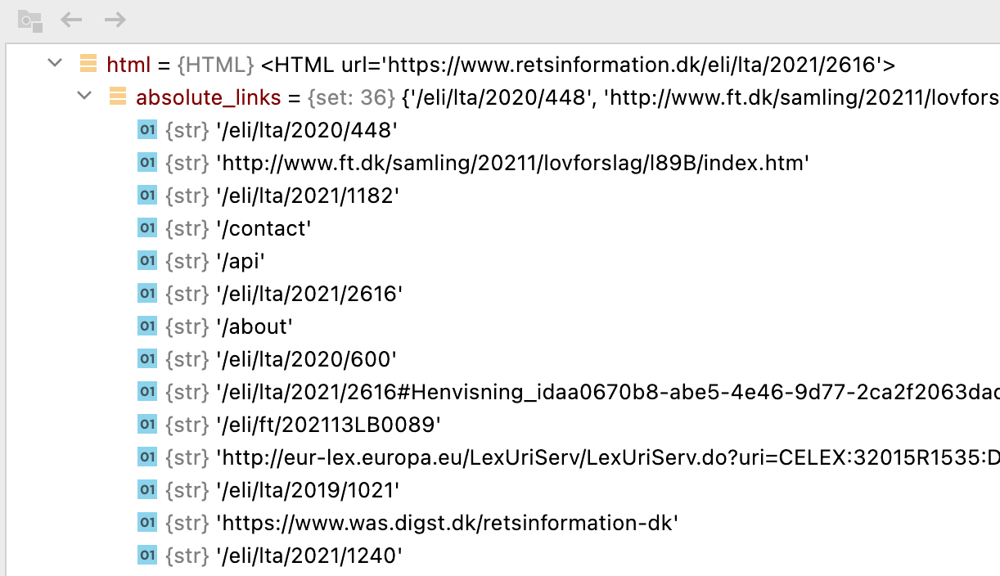 html = {HTML} <HTML url='https://www.retsinformation.dk/eli/lta/2021/2616'>
absolute_links = {set: 36} {'/eli/lta/2020/448', 'http://www.ft.dk/samling/20211/lovfors
01 {str} '/eli/lta/2020/448'
01 {str} 'http://www.ft.dk/samling/20211/lovforslag/l89B/index.htm'
01 {str} '/eli/lta/2021/1182'
01 {str} '/contact'
01 {str} '/api'
01 {str} '/eli/lta/2021/2616'
01 {str} '/about'
01 {str} '/eli/lta/2020/600'
01 {str} '/eli/lta/2021/2616#Henvisning_idaa0670b8-abe5-4e46-9d77-2ca2f2063dad
01 {str} '/eli/ft/202113LB0089'
01 {str} 'http://eur-lex.europa.eu/LexUriServ/LexUriServ.do?uri=CELEX:32015R1535:D
01 {str} '/eli/lta/2019/1021'
01 {str} 'https://www.was.digst.dk/retsinformation-dk'
01 {str} '/eli/lta/2021/1240'